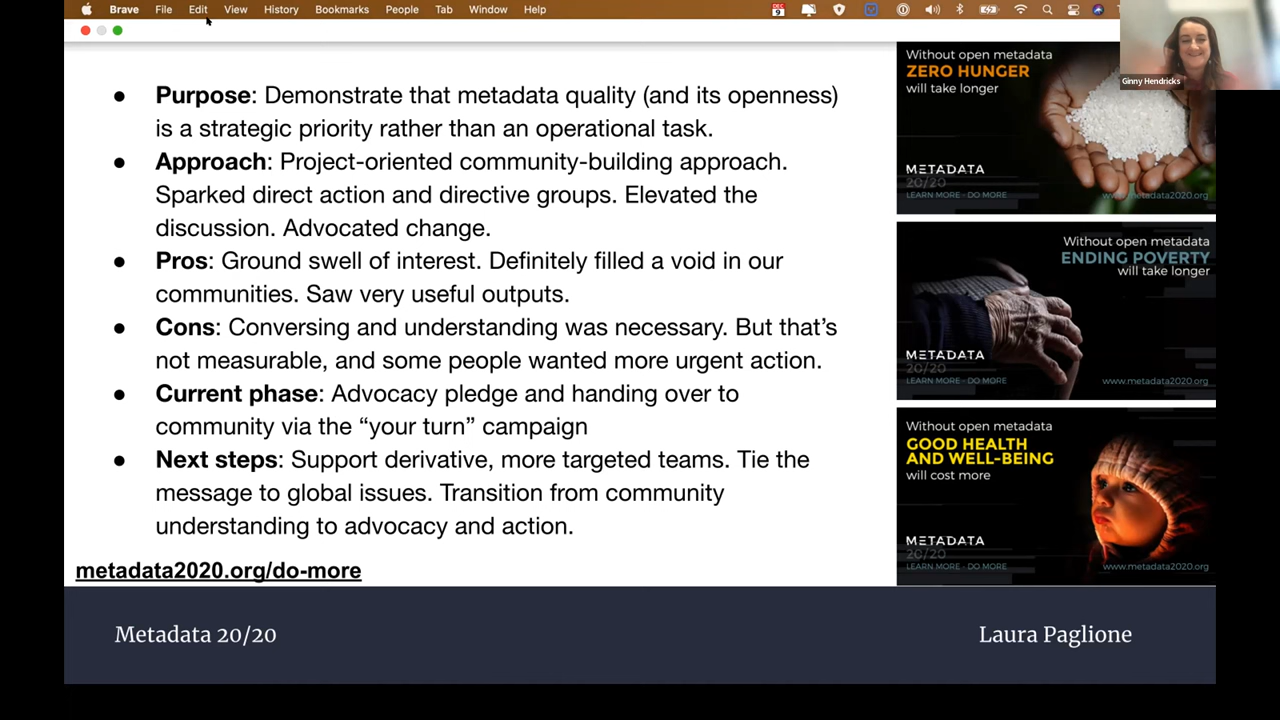 Brave File Edit View History Bookmarks People Tab Window Help
DEC
9
Ginny Hendricks
● Purpose: Demonstrate that metadata quality (and its openness)
is a strategic priority rather than an operational task.
● Approach: Project-oriented community-building approach.
Sparked direct action and directive groups. Elevated the
discussion. Advocated change.
● Pros: Ground swell of interest. Definitely filled a void in our
communities. Saw very useful outputs.
● Cons: Conversing and understanding was necessary. But that's
not measurable, and some people wanted more urgent action.
● Current phase: Advocacy pledge and handing over to
community via the “your turn” campaign
● Next steps: Support derivative, more targeted teams. Tie the
message to global issues. Transition from community
understanding to advocacy and action.
metadata2020.org/do-more
Without open metadata
ZERO HUNGER
will take longer
METADATA
20/20
LEARN MORE - DO MORE
www.metadata2020.org
Without open metadata
ENDING POVERTY
will take longer
METADATA
20/20
LEARN MORE - DO MORE
www.metadata2020.org
Without open metadata
GOOD HEALTH
AND WELL-BEING
will cost more
METADATA
20/20
LEARN MORE - DO MORE
www.metadata2020.org
Metadata 20/20
Laura Paglione